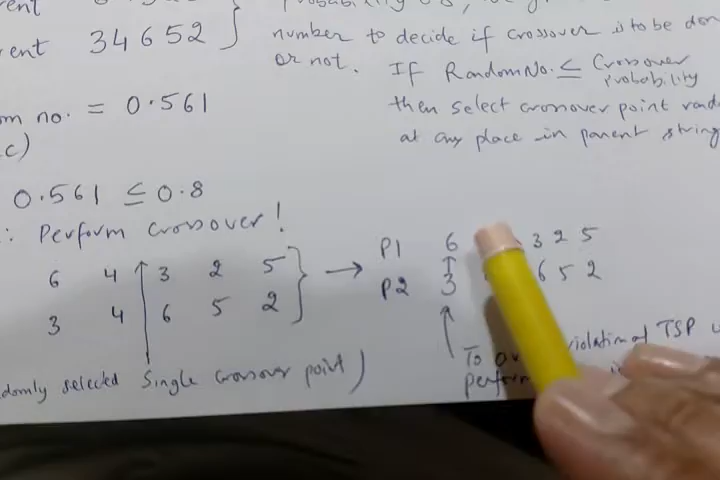 34652
number to decide if crossover is to be don
or not.
If Random No. ≤ Crossover
probability
then select crossover point rand
at any place in parent string
m no. = 0.561
c)
0.561 ≤ 0.8
∴ Perform Crossover!
6 4 3 2 5
3 4 6 5 2
P1 6 3 2 5
P2 3 6 5 2
domly selected Single Crossover point)
To ov violation of TSP
perform